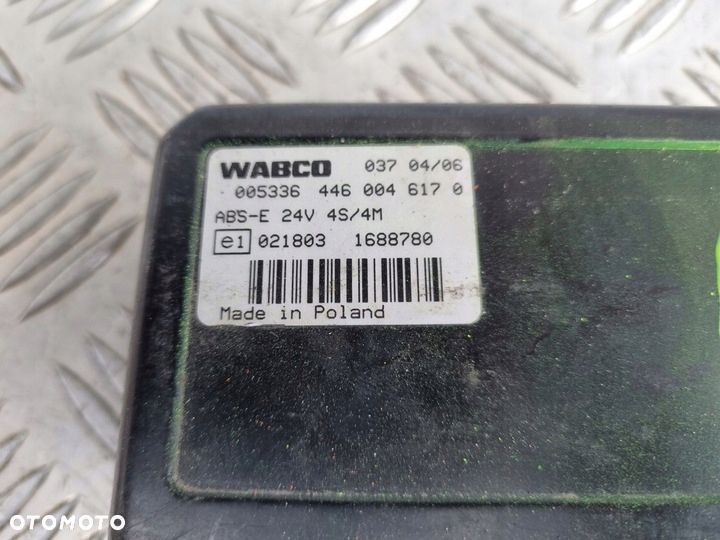 WABCO 037 04/06
005336 446 004 617 0
ABS-E 24V 4S/4M
e1 021803 1688780
Made in Poland
OTOMOTO
OTOMOTO